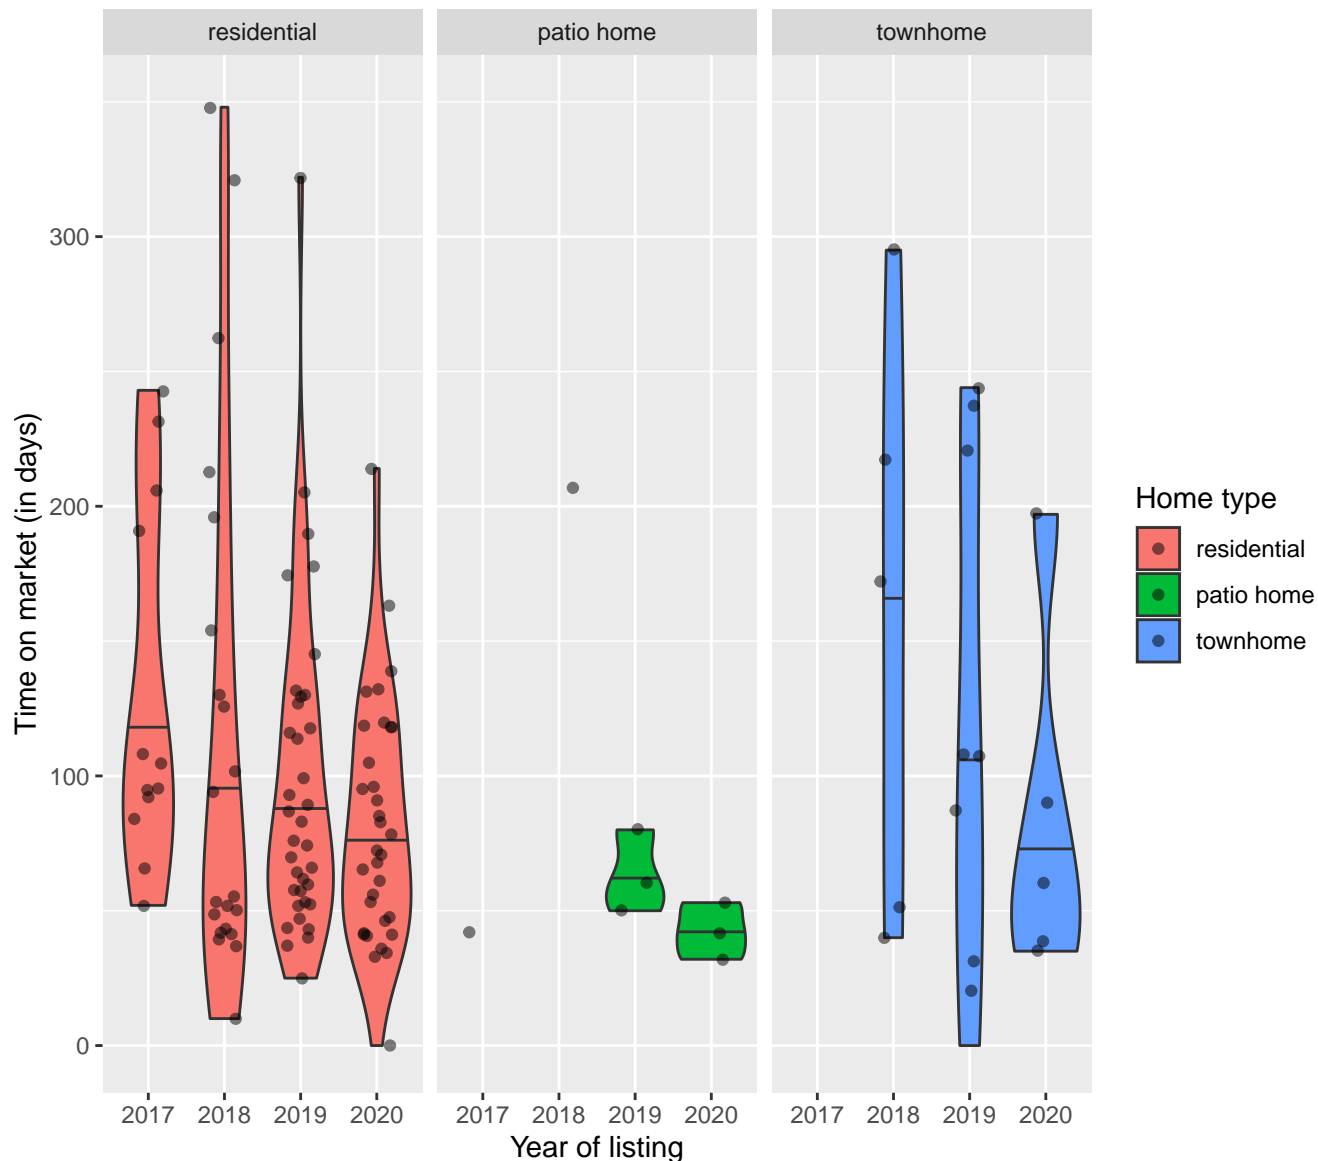 residential
patio home
townhome
300
200
100
0
Time on market (in days)
2017 2018 2019 2020
2017 2018 2019 2020
2017 2018 2019 2020
Year of listing
Home type
residential
patio home
townhome